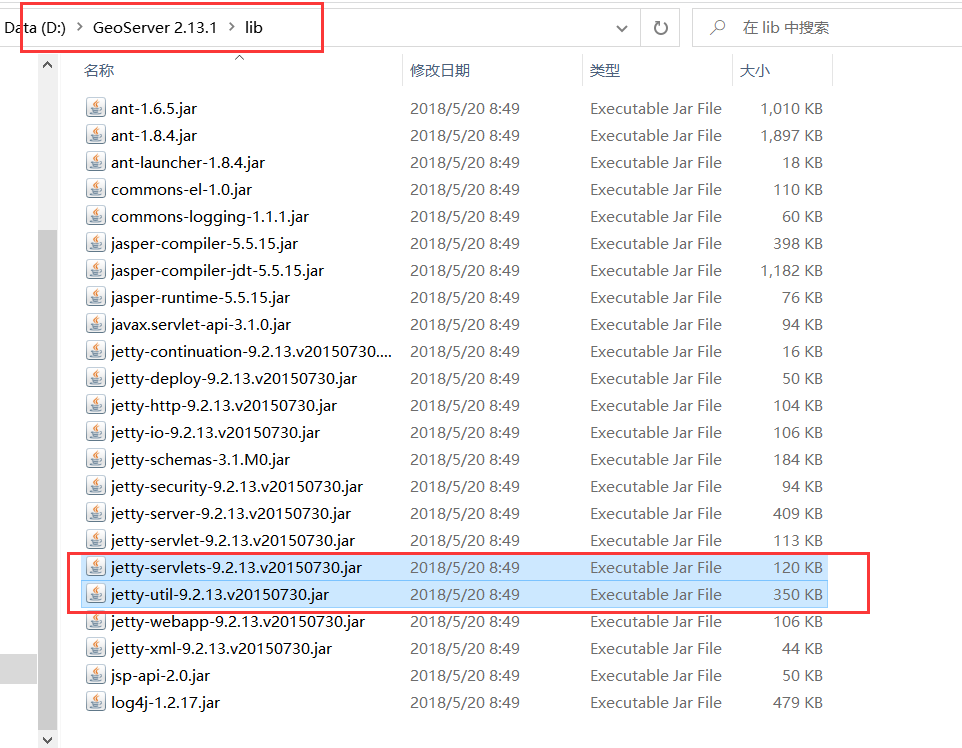 Data (D:) > GeoServer 2.13.1 > lib 在 lib 中搜索
名称 修改日期 类型 大小
ant-1.6.5.jar 2018/5/20 8:49 Executable Jar File 1,010 KB
ant-1.8.4.jar 2018/5/20 8:49 Executable Jar File 1,897 KB
ant-launcher-1.8.4.jar 2018/5/20 8:49 Executable Jar File 18 KB
commons-el-1.0.jar 2018/5/20 8:49 Executable Jar File 110 KB
commons-logging-1.1.1.jar 2018/5/20 8:49 Executable Jar File 60 KB
jasper-compiler-5.5.15.jar 2018/5/20 8:49 Executable Jar File 398 KB
jasper-compiler-jdt-5.5.15.jar 2018/5/20 8:49 Executable Jar File 1,182 KB
jasper-runtime-5.5.15.jar 2018/5/20 8:49 Executable Jar File 76 KB
javax.servlet-api-3.1.0.jar 2018/5/20 8:49 Executable Jar File 94 KB
jetty-continuation-9.2.13.v20150730.... 2018/5/20 8:49 Executable Jar File 16 KB
jetty-deploy-9.2.13.v20150730.jar 2018/5/20 8:49 Executable Jar File 50 KB
jetty-http-9.2.13.v20150730.jar 2018/5/20 8:49 Executable Jar File 104 KB
jetty-io-9.2.13.v20150730.jar 2018/5/20 8:49 Executable Jar File 106 KB
jetty-schemas-3.1.M0.jar 2018/5/20 8:49 Executable Jar File 184 KB
jetty-security-9.2.13.v20150730.jar 2018/5/20 8:49 Executable Jar File 94 KB
jetty-server-9.2.13.v20150730.jar 2018/5/20 8:49 Executable Jar File 409 KB
jetty-servlet-9.2.13.v20150730.jar 2018/5/20 8:49 Executable Jar File 113 KB
jetty-servlets-9.2.13.v20150730.jar 2018/5/20 8:49 Executable Jar File 120 KB
jetty-util-9.2.13.v20150730.jar 2018/5/20 8:49 Executable Jar File 350 KB
jetty-webapp-9.2.13.v20150730.jar 2018/5/20 8:49 Executable Jar File 106 KB
jetty-xml-9.2.13.v20150730.jar 2018/5/20 8:49 Executable Jar File 44 KB
jsp-api-2.0.jar 2018/5/20 8:49 Executable Jar File 50 KB
log4j-1.2.17.jar 2018/5/20 8:49 Executable Jar File 479 KB